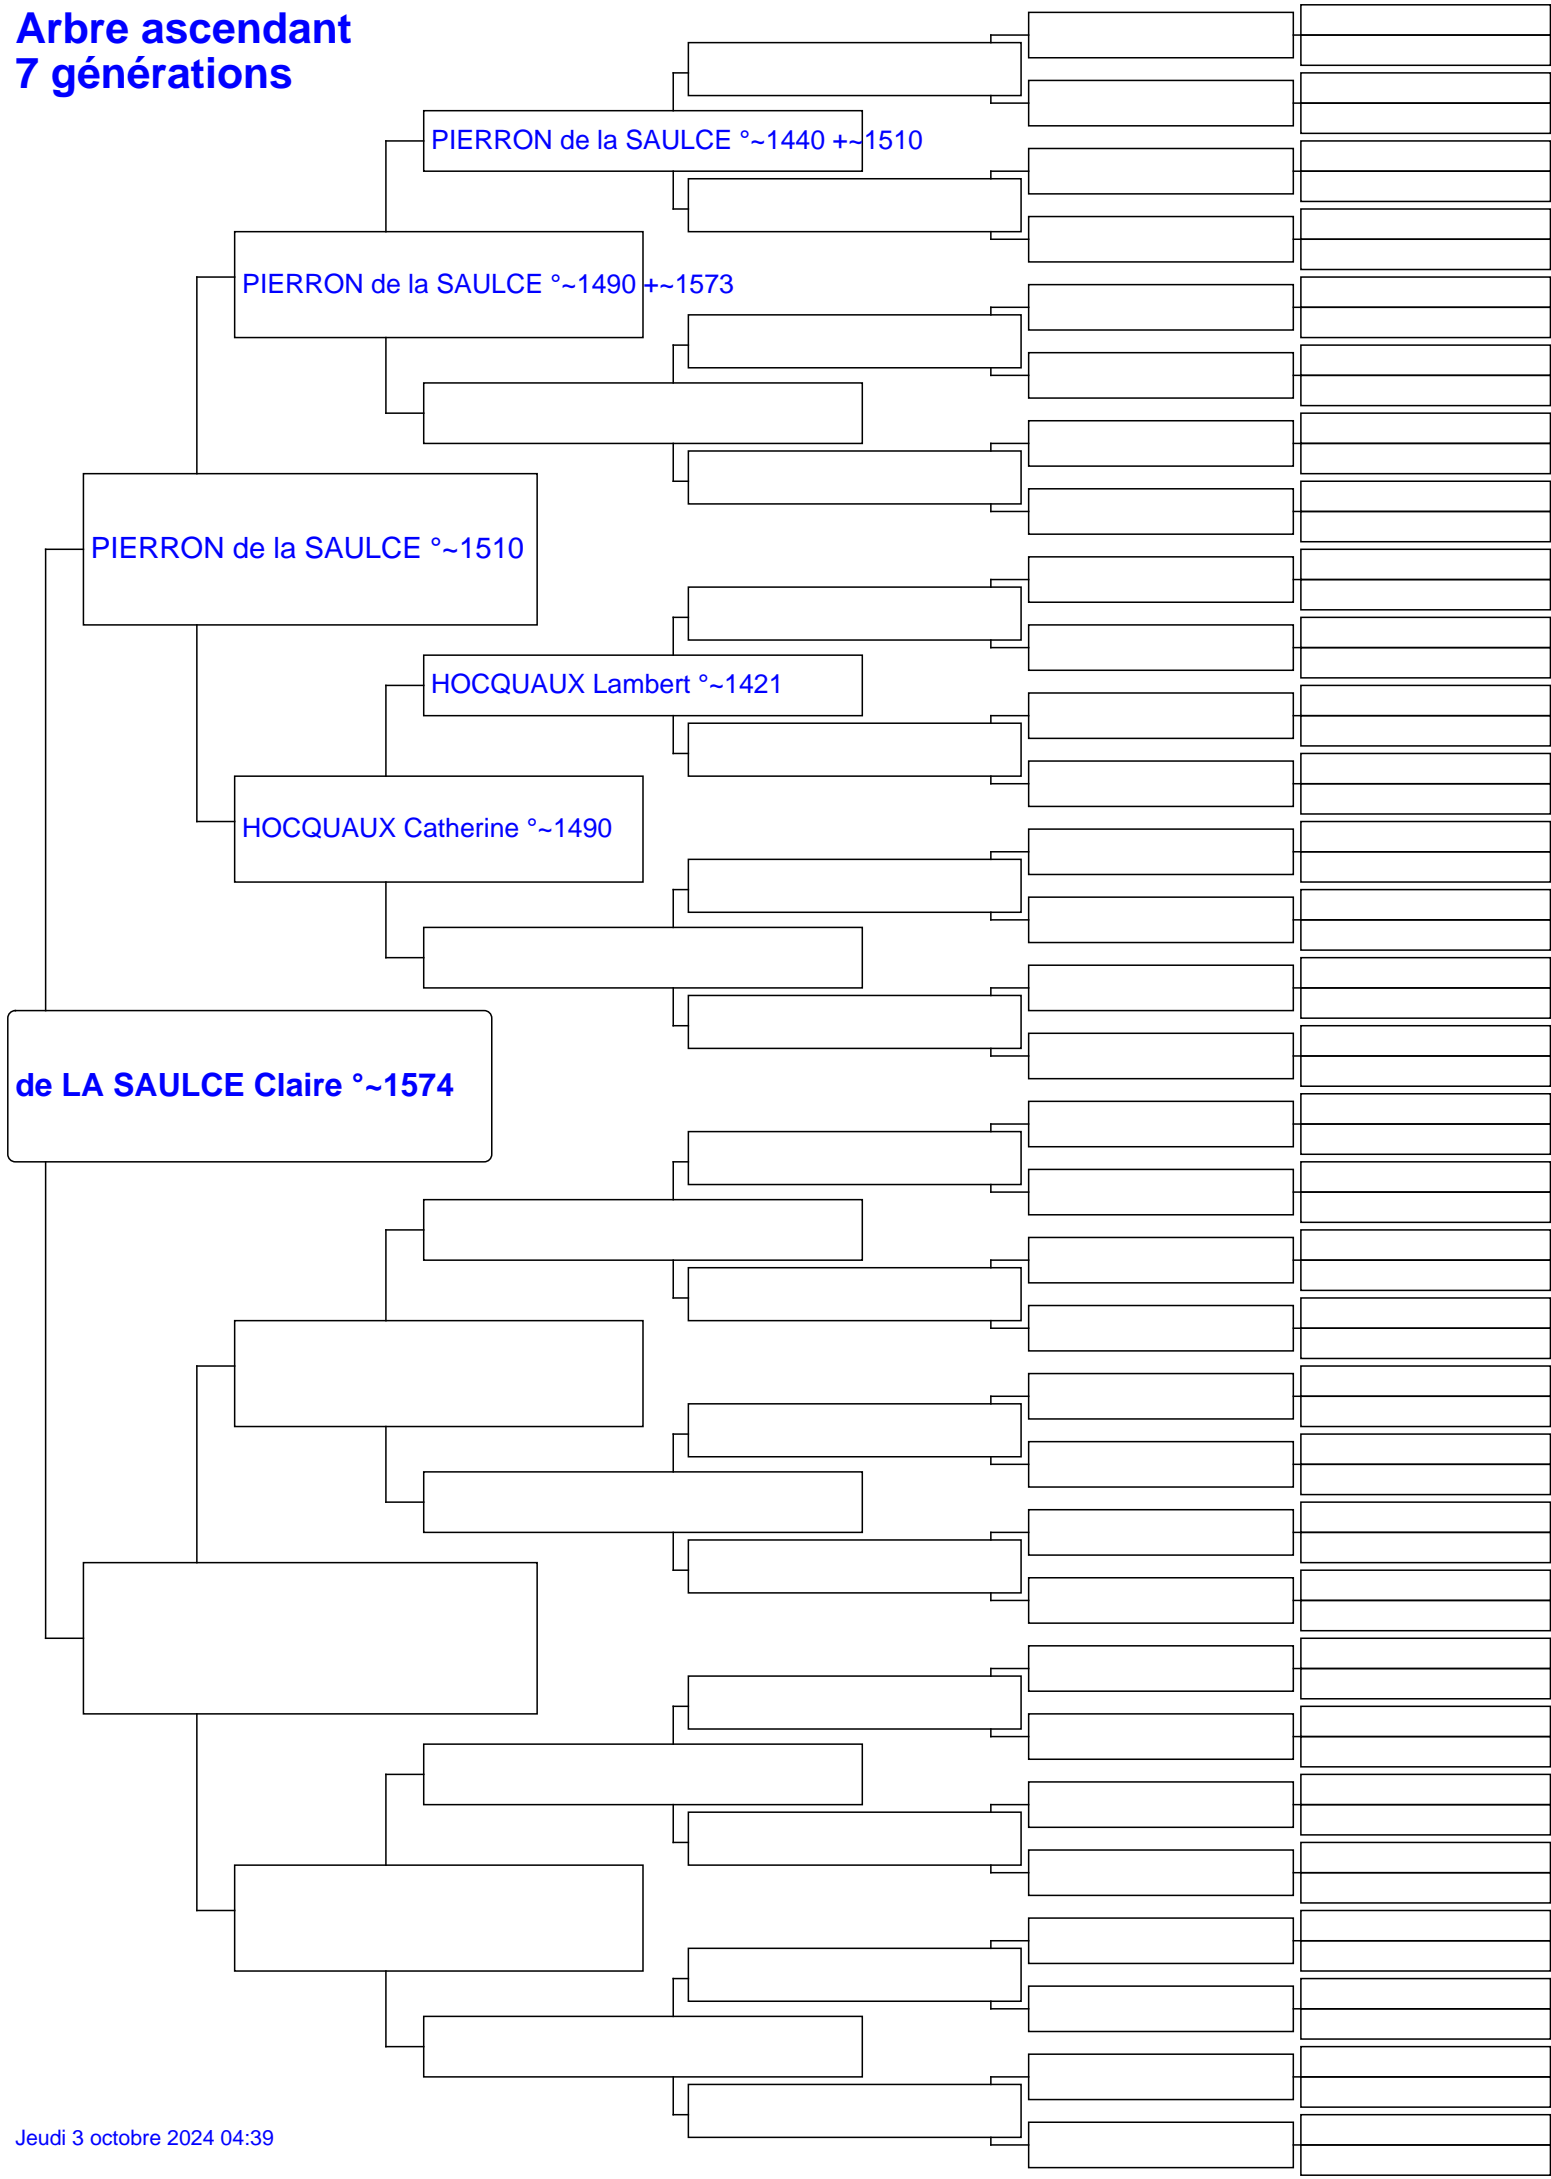 Arbre ascendant
7 générations
PIERRON de la SAULCE °~1440 +~1510
PIERRON de la SAULCE °~1490 +~1573
PIERRON de la SAULCE °~1510
HOCQUAUX Lambert °~1421
HOCQUAUX Catherine °~1490
de LA SAULCE Claire °~1574
Jeudi 3 octobre 2024 04:39